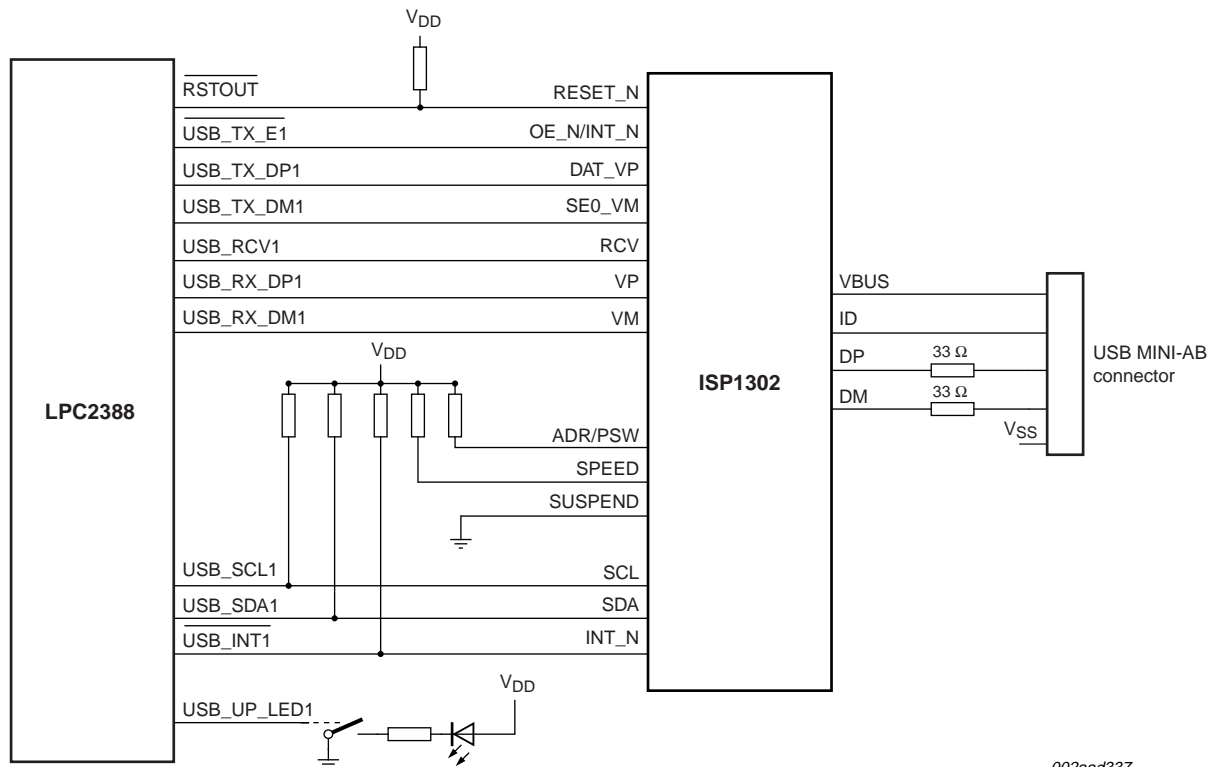 VDD
RSTOUT RESET_N
USB_TX_E1 OE_N/INT_N
USB_TX_DP1 DAT_VP
USB_TX_DM1 SE0_VM
USB_RCV1 RCV
USB_RX_DP1 VP
USB_RX_DM1 VM
VBUS
ID
DP 33 Ω
DM 33 Ω
VSS
USB MINI-AB
connector
VDD
LPC2388
ISP1302
ADR/PSW
SPEED
SUSPEND
USB_SCL1 SCL
USB_SDA1 SDA
USB_INT1 INT_N
VDD
USB_UP_LED1